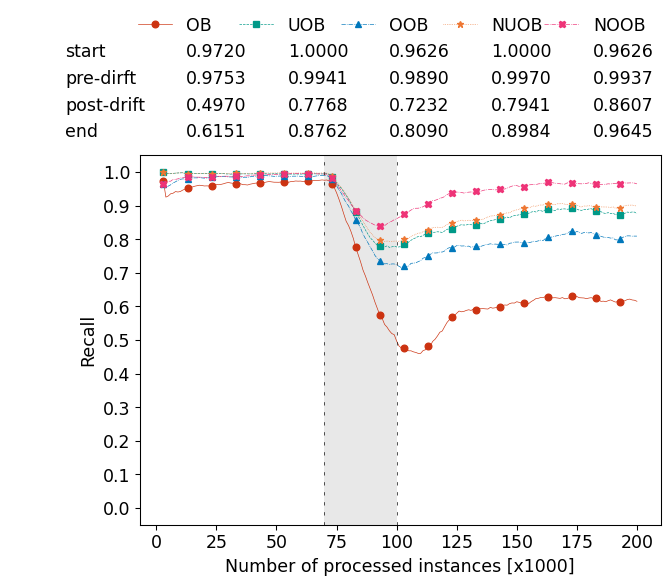 OB UOB OOB NUOB NOOB
start 0.9720 1.0000 0.9626 1.0000 0.9626
pre-dirft 0.9753 0.9941 0.9890 0.9970 0.9937
post-drift 0.4970 0.7768 0.7232 0.7941 0.8607
end 0.6151 0.8762 0.8090 0.8984 0.9645
1.0
0.9
0.8
0.7
0.6
0.5
0.4
0.3
0.2
0.1
0.0
Recall
0 25 50 75 100 125 150 175 200
Number of processed instances [x1000]